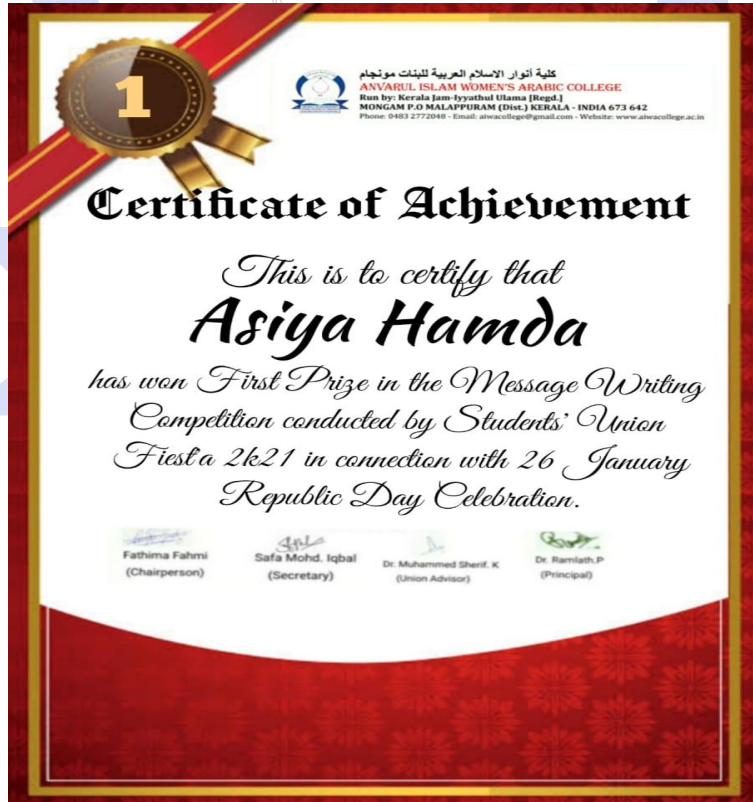 1
كلية أنوار الاسلام العربية للبنات مونجام
ANVARUL ISLAM WOMEN'S ARABIC COLLEGE
Run by: Kerala Jam-Iyyathul Ulama [Regd.]
MONGAM P.O MALAPPURAM (Dist.) KERALA - INDIA 673 642
Phone: 0483 2772048 - Email: aiwacollege@gmail.com - Website: www.aiwacollege.ac.in
Certificate of Achievement
This is to certify that
Asiya Hamda
has won First Prize in the Message Writing
Competition conducted by Students' Union
Fiest'a 2k21 in connection with 26 January
Republic Day Celebration.
Fathima Fahmi
(Chairperson)
Safa Mohd. Iqbal
(Secretary)
Dr. Muhammed Sherif. K
(Union Advisor)
Dr. Ramlath.P
(Principal)